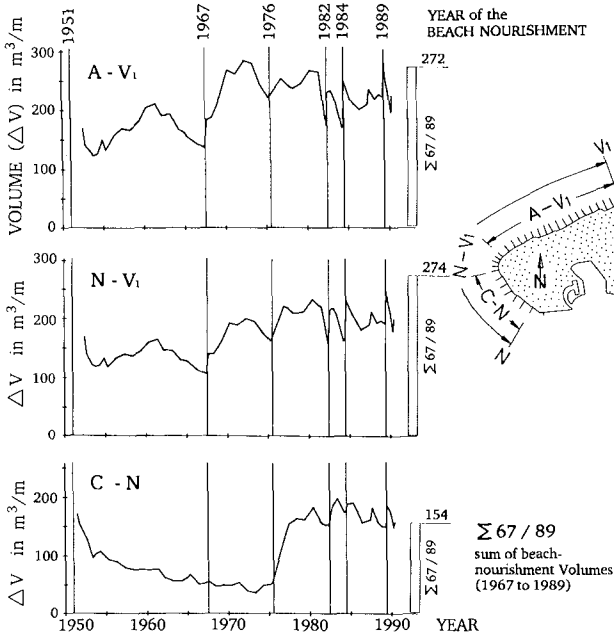 1951
1967
1976
1982
1984
1989
YEAR of the
BEACH NOURISHMENT
VOLUME (△V) in m³/m
300
200
100
0
A - V₁
272
Σ 67 / 89
△V in m³/m
300
200
100
0
N - V₁
274
Σ 67 / 89
△V in m³/m
200
100
50
0
C - N
154
Σ 67 / 89
1950
1960
1970
1980
1990
YEAR
V₁
A – V₁
N – V₁
N
C – N
N
Σ 67 / 89
sum of beach-
nourishment Volumes
(1967 to 1989)